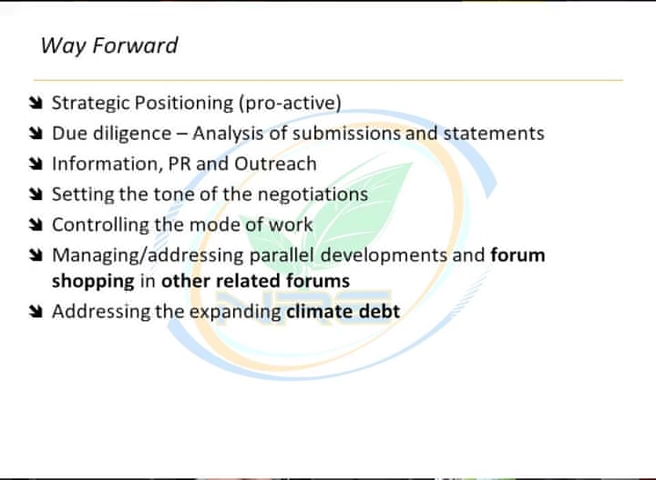 Way Forward
Strategic Positioning (pro-active)
Due diligence – Analysis of submissions and statements
Information, PR and Outreach
Setting the tone of the negotiations
Controlling the mode of work
Managing/addressing parallel developments and forum
shopping in other related forums
Addressing the expanding climate debt
NRE